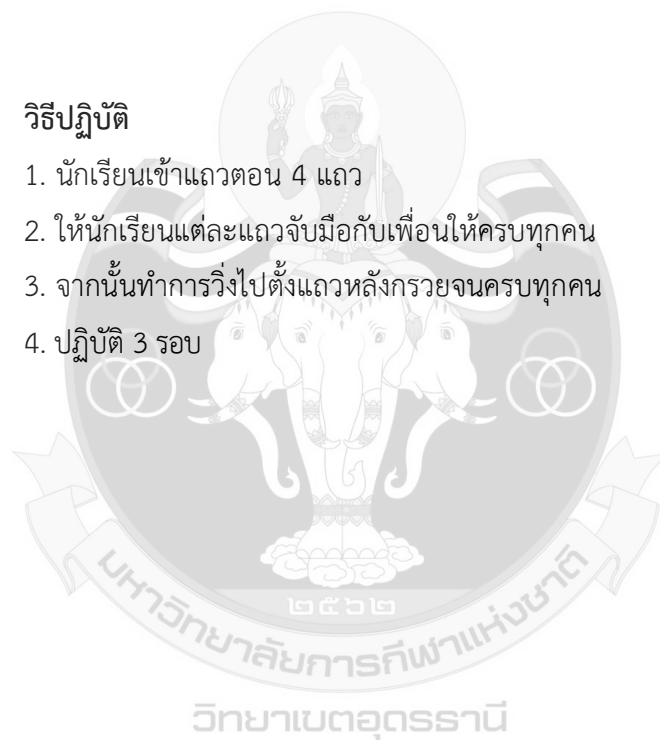 วิธีปฏิบัติ
1. นักเรียนเข้าแถวตอน 4 แถว
2. ให้นักเรียนแต่ละแถวจับมือกับเพื่อนให้ครบทุกคน
3. จากนั้นทำการวิ่งไปตั้งแถวหลังกรวยจนครบทุกคน
4. ปฏิบัติ 3 รอบ
๒๕๖๒
มหาวิทยาลัยการกีฬาแห่งชาติ
วิทยาเขตอุดรธานี